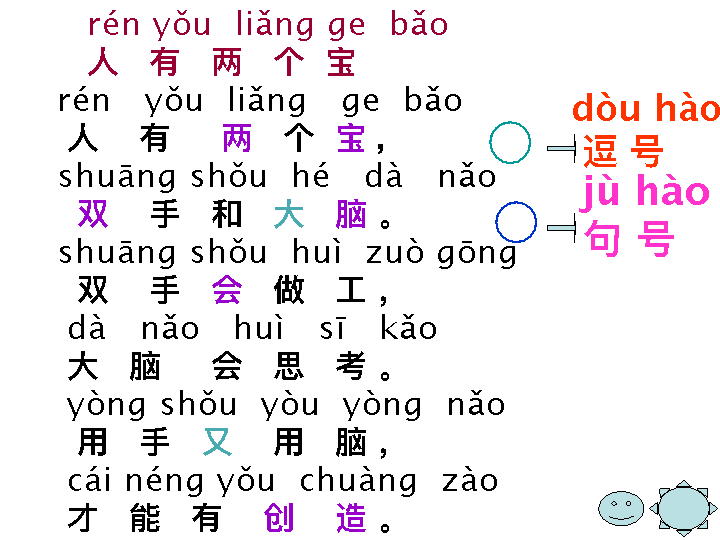 rén yǒu liǎng ge bǎo
人 有 两 个 宝
rén yǒu liǎng ge bǎo
人 有 两 个 宝，
shuāng shǒu hé dà nǎo
双 手 和 大 脑 。
shuāng shǒu huì zuò gōng
双 手 会 做 工，
dà nǎo huì sī kǎo
大 脑 会 思 考 。
yòng shǒu yòu yòng nǎo
用 手 又 用 脑，
cái néng yǒu chuàng zào
才 能 有 创 造 。
dòu hào
逗 号
jù hào
句 号